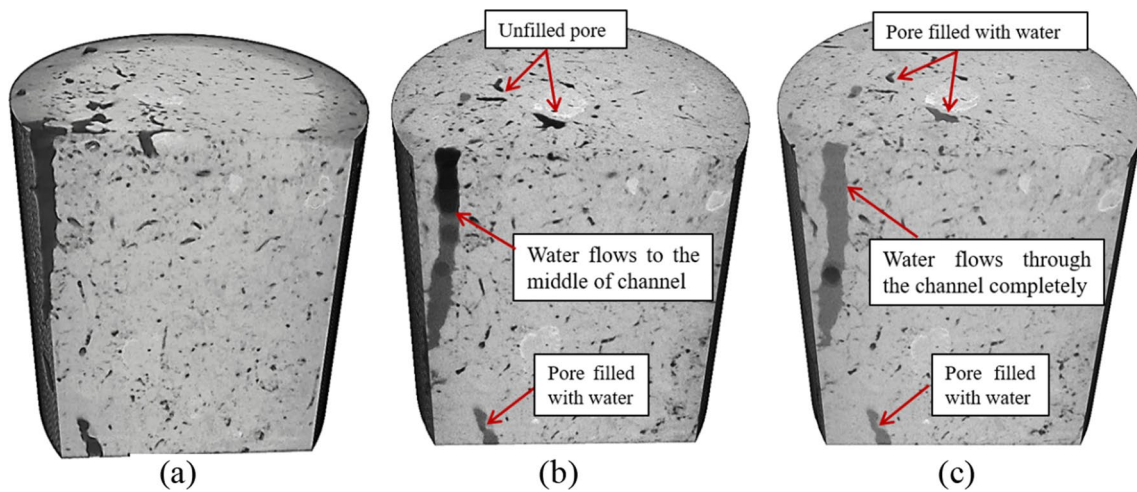 Unfilled pore
Water flows to the
middle of channel
Pore filled
with water
Pore filled with water
Water flows through
the channel completely
Pore filled
with water
(a)
(b)
(c)